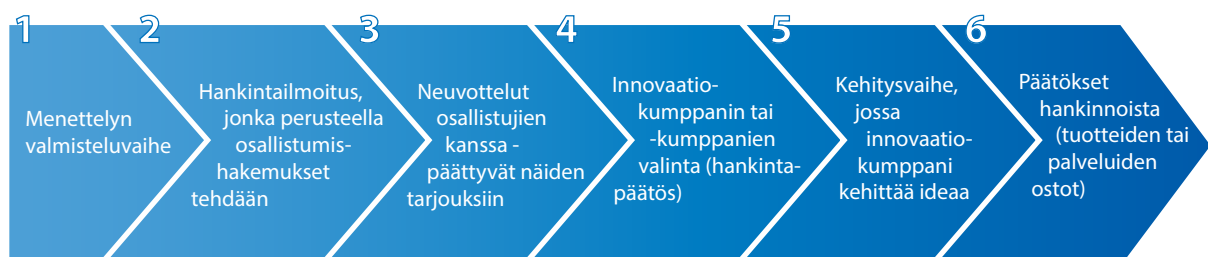 1
Menettelyn
valmisteluvaihe
2
Hankintailmoitus,
jonka perusteella
osallistumis-
hakemukset
tehdään
3
Neuvottelut
osallistujien
kanssa -
päättyvät näiden
tarjouksiin
4
Innovaatio-
kumppanin tai
-kumppanien
valinta (hankinta-
päätös)
5
Kehitysvaihe,
jossa
innovaatio-
kumppani
kehittää ideaa
6
Päätökset
hankinnoista
(tuotteiden tai
palveluiden
ostot)